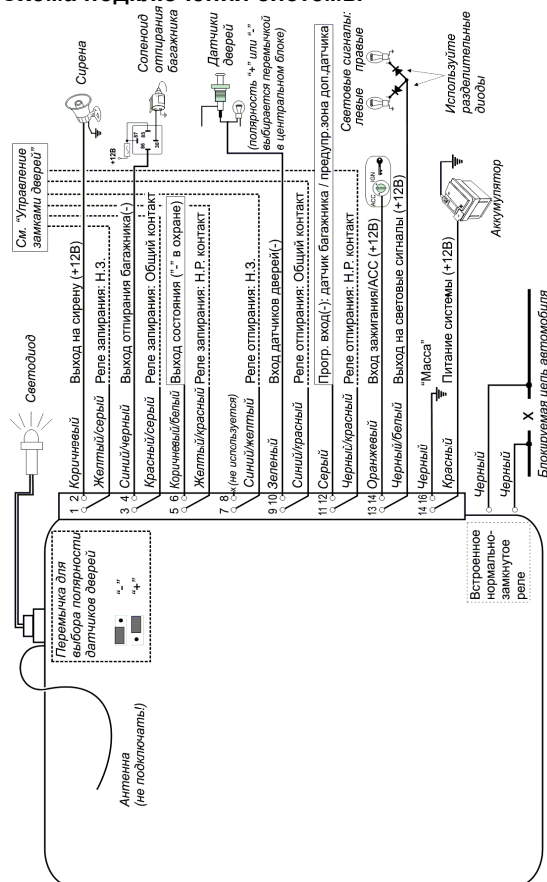 Схема подключения системы.
Светодиод
См. "Управление
замками дверей"
Сирена
Соленоид
отпирания
багажника
+12В
87
86
85
30
Датчики
дверей
(полярность "+" или "-"
выбирается перемычкой
в центральном блоке)
Световые сигналы:
левые
правые
Используйте
разделительные
диоды
ACC
IGN
Аккумулятор
Перемычка для
выбора полярности
датчиков дверей
"-"
"+"
Антенна
(не подключать!)
1 2 Коричневый Выход на сирену (+12В)
Желтый/серый Реле запирания: Н.З.
3 4 Синий/черный Выход отпирания багажника(-)
Красный/серый Реле запирания: Общий контакт
5 6 Коричневый/белый Выход состояния ("-" в охране)
Желтый/красный Реле запирания: Н.Р. контакт
7 8 x (не используется)
Синий/желтый Реле отпирания: Н.З.
9 10 Зеленый Вход датчиков дверей(-)
Синий/красный Реле отпирания: Общий контакт
11 12 Серый Прогр. вход(-): датчик багажника / предупр.зона доп.датчика
Черный/красный Реле отпирания: Н.Р. контакт
13 14 Оранжевый Вход зажигания/АСС (+12В)
Черный/белый Выход на световые сигналы (+12В)
14 16 Черный "Масса"
Красный Питание системы (+12В)
Встроенное
нормально-
замкнутое
реле
Черный
Черный
X
Блокируемая цепь автомобиля